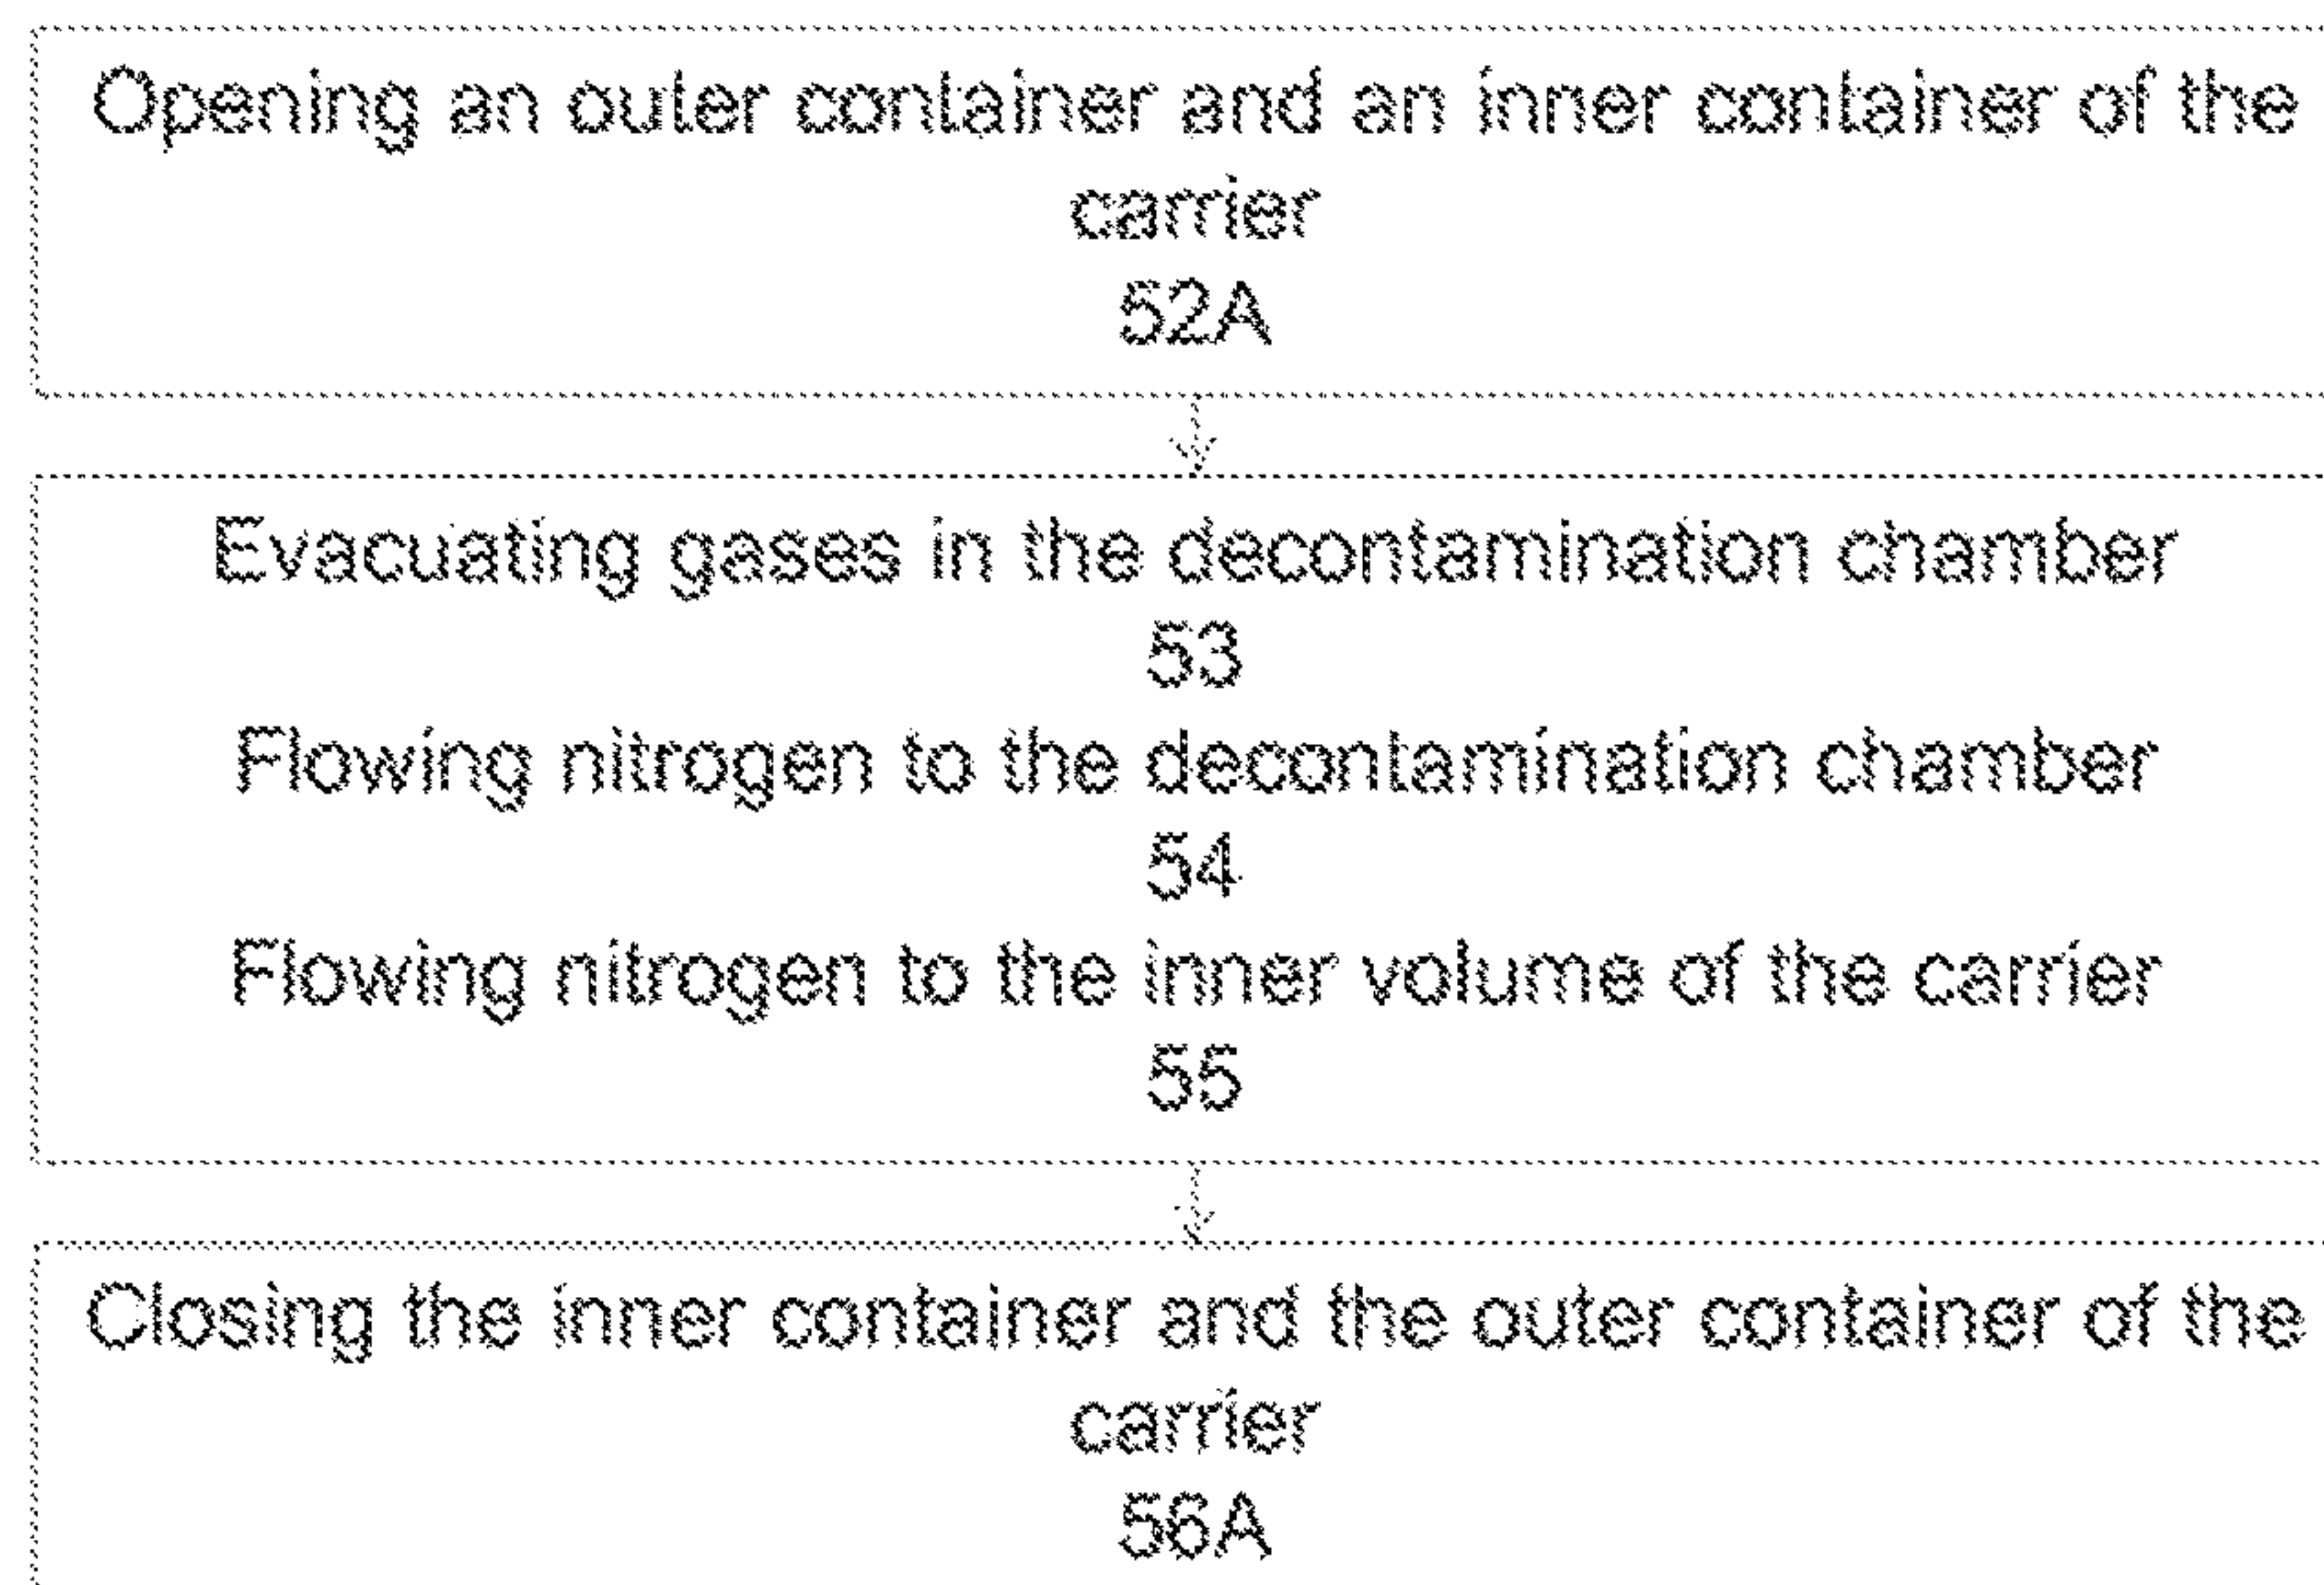 Opening an outer container and an inner container of the
carrier
52A
Evacuating gases in the decontamination chamber
53
Flowing nitrogen to the decontamination chamber
54
Flowing nitrogen to the inner volume of the carrier
55
Closing the inner container and the outer container of the
carrier
56A